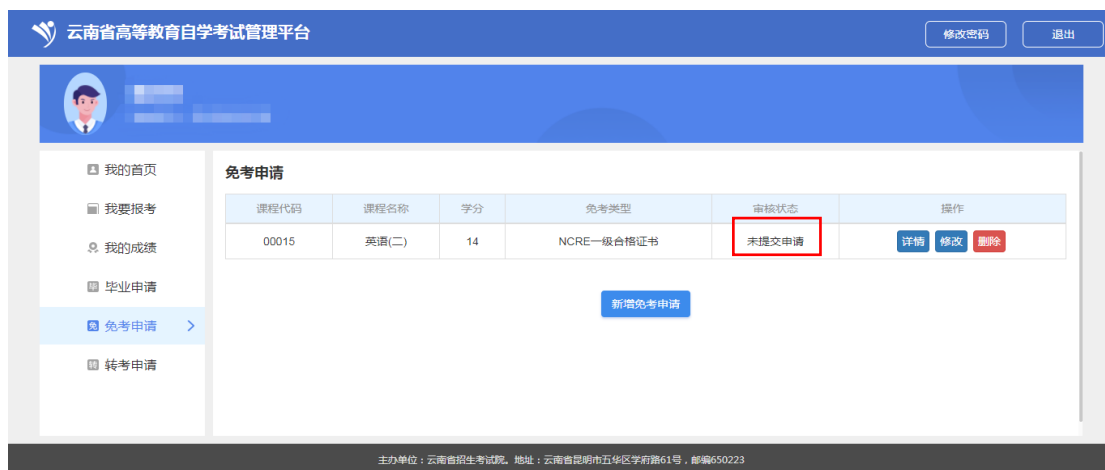 云南省高等教育自学考试管理平台 修改密码 退出
我的首页
我要报考
我的成绩
毕业申请
免考申请
转考申请
免考申请
课程代码 课程名称 学分 免考类型 审核状态 操作
00015 英语(二) 14 NCRE一级合格证书 未提交申请 详情 修改 删除
新增免考申请
主办单位：云南省招生考试院。地址：云南省昆明市五华区学府路61号，邮编650223